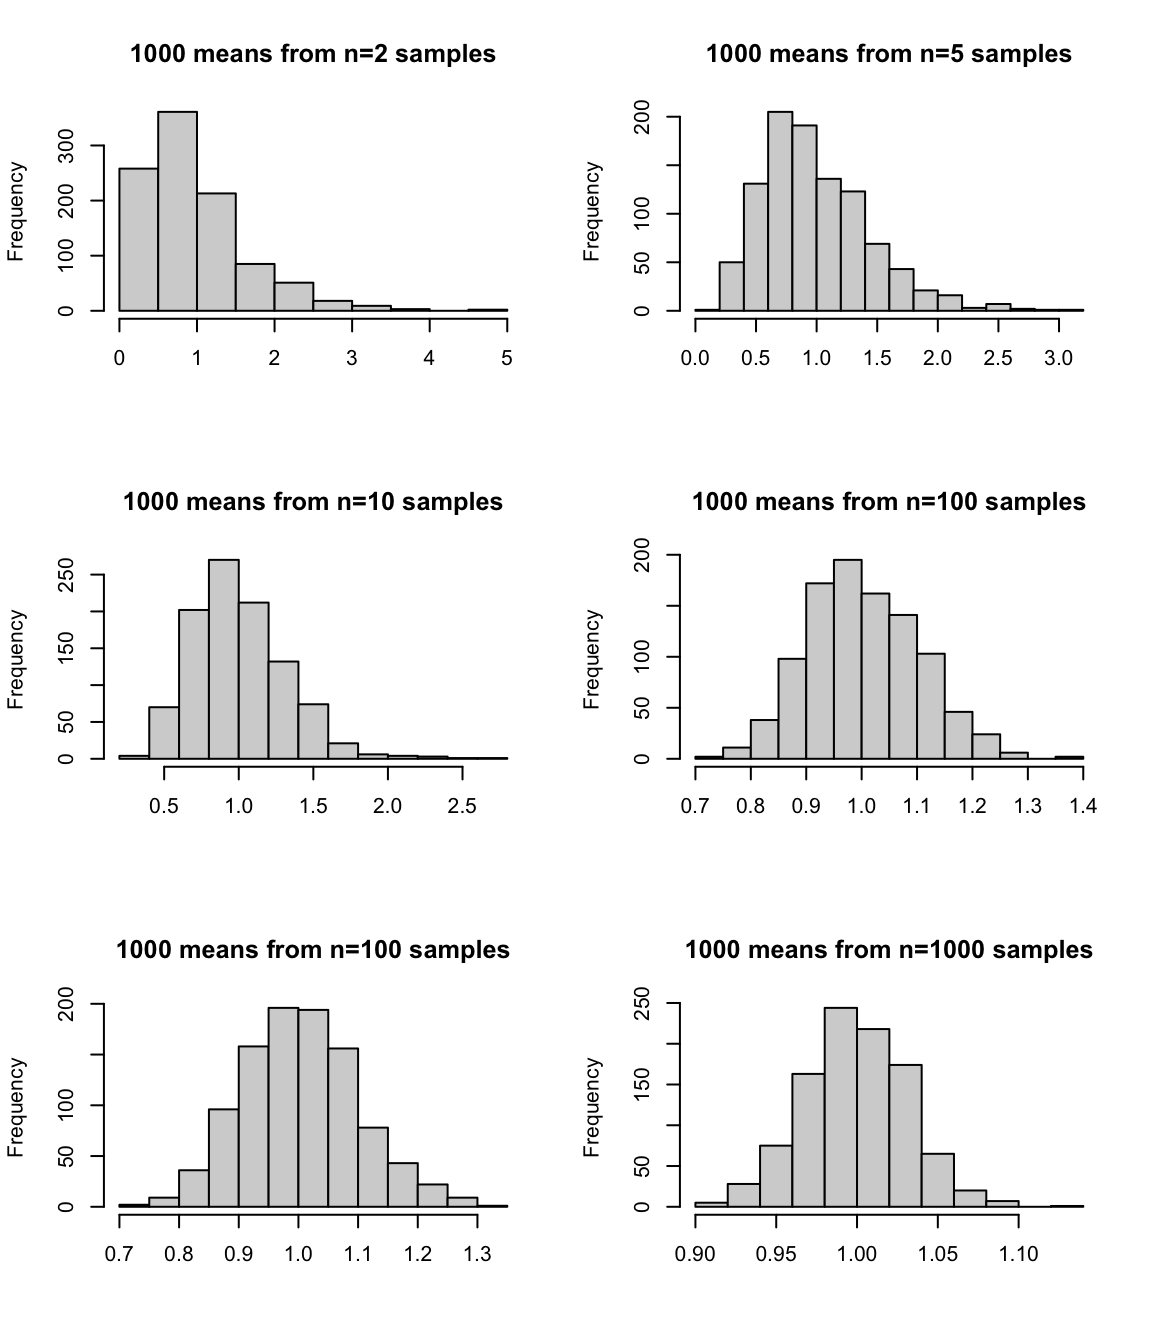 1000 means from n=2 samples
Frequency
0 100 200 300
0 1 2 3 4 5
1000 means from n=5 samples
Frequency
0 50 100 200
0.0 0.5 1.0 1.5 2.0 2.5 3.0
1000 means from n=10 samples
Frequency
0 50 150 250
0.5 1.0 1.5 2.0 2.5
1000 means from n=100 samples
Frequency
0 50 100 200
0.7 0.8 0.9 1.0 1.1 1.2 1.3 1.4
1000 means from n=100 samples
Frequency
0 50 100 200
0.7 0.8 0.9 1.0 1.1 1.2 1.3
1000 means from n=1000 samples
Frequency
0 50 150 250
0.90 0.95 1.00 1.05 1.10